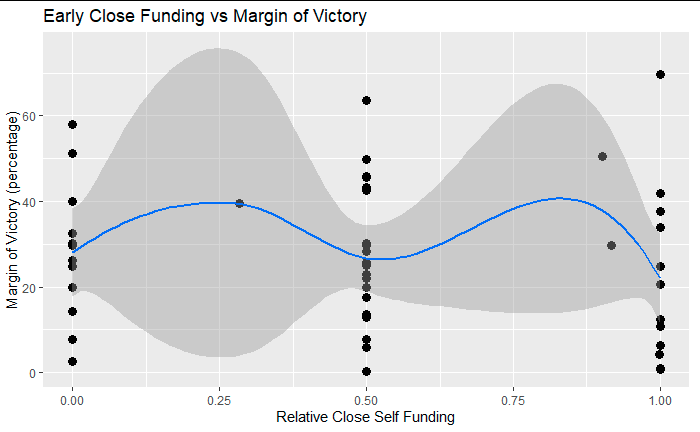 Early Close Funding vs Margin of Victory
Margin of Victory (percentage)
60
40
20
0
0.00 0.25 0.50 0.75 1.00
Relative Close Self Funding